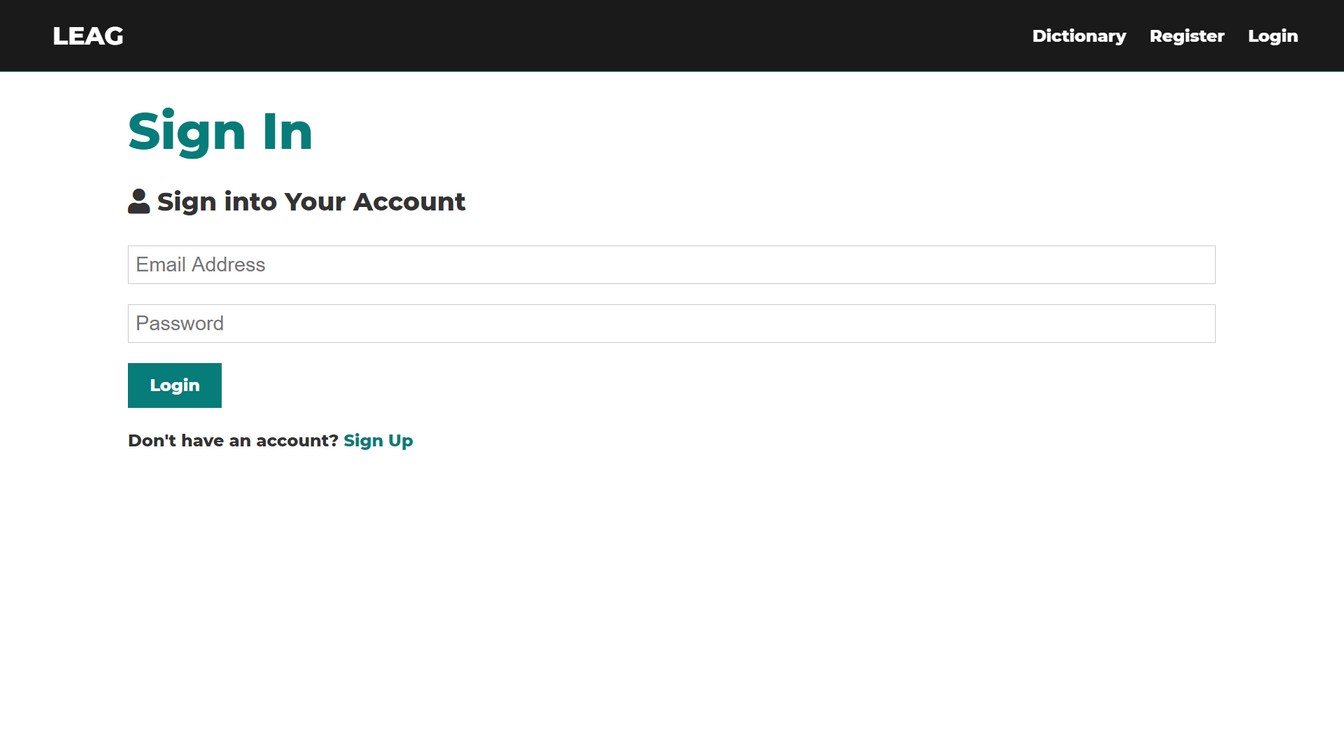 LEAG
Dictionary Register Login
Sign In
Sign into Your Account
Email Address
Password
Login
Don't have an account? Sign Up